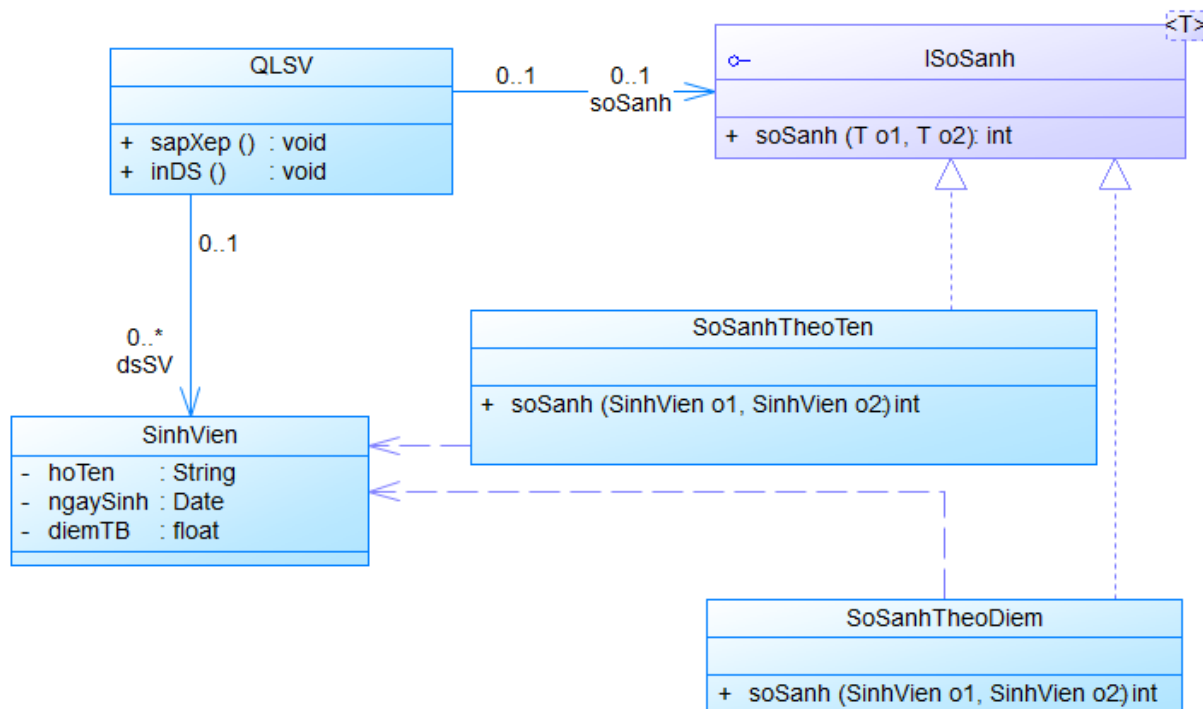 QLSV
+ sapXep () : void
+ inDS () : void
0..1
0..1
soSanh
<T>
ISoSanh
+ soSanh (T o1, T o2): int
0..1
0..*
dsSV
SoSanhTheoTen
+ soSanh (SinhVien o1, SinhVien o2):int
SinhVien
- hoTen : String
- ngaySinh : Date
- diemTB : float
SoSanhTheoDiem
+ soSanh (SinhVien o1, SinhVien o2):int